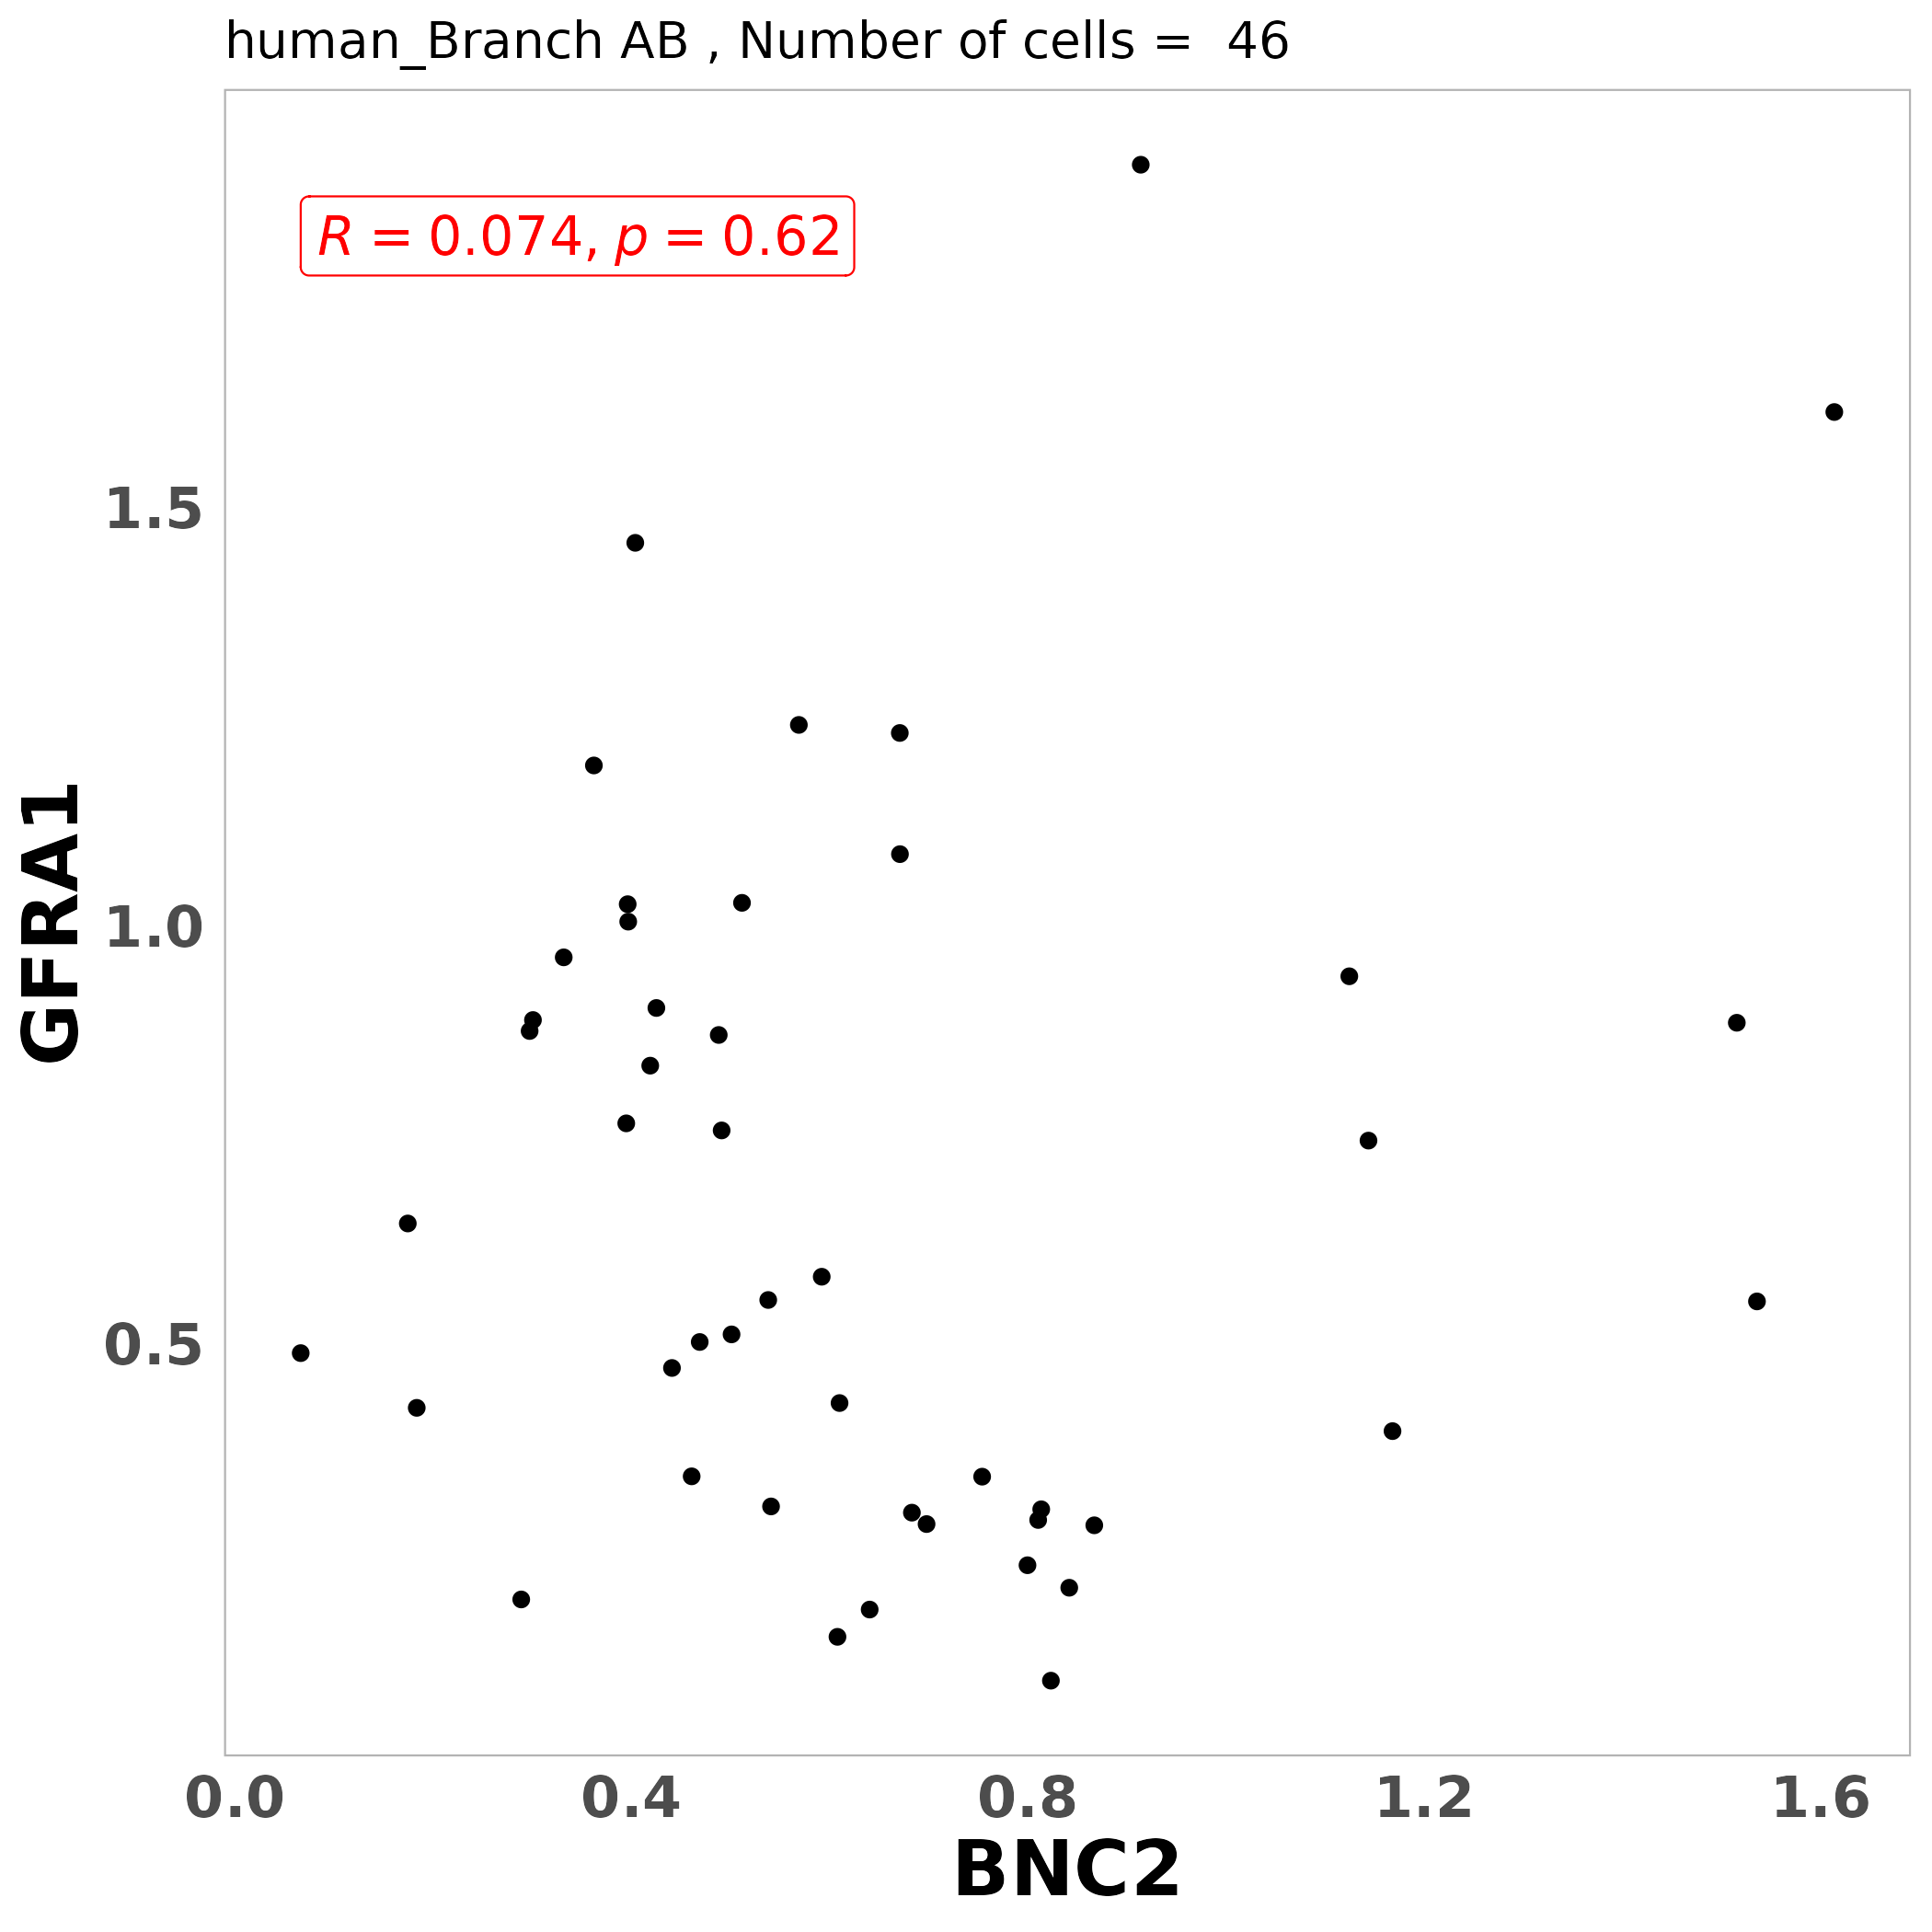 human_Branch AB , Number of cells =  46
R = 0.074, p = 0.62
1.5
1.0
0.5
GFRA1
0.0 0.4 0.8 1.2 1.6
BNC2